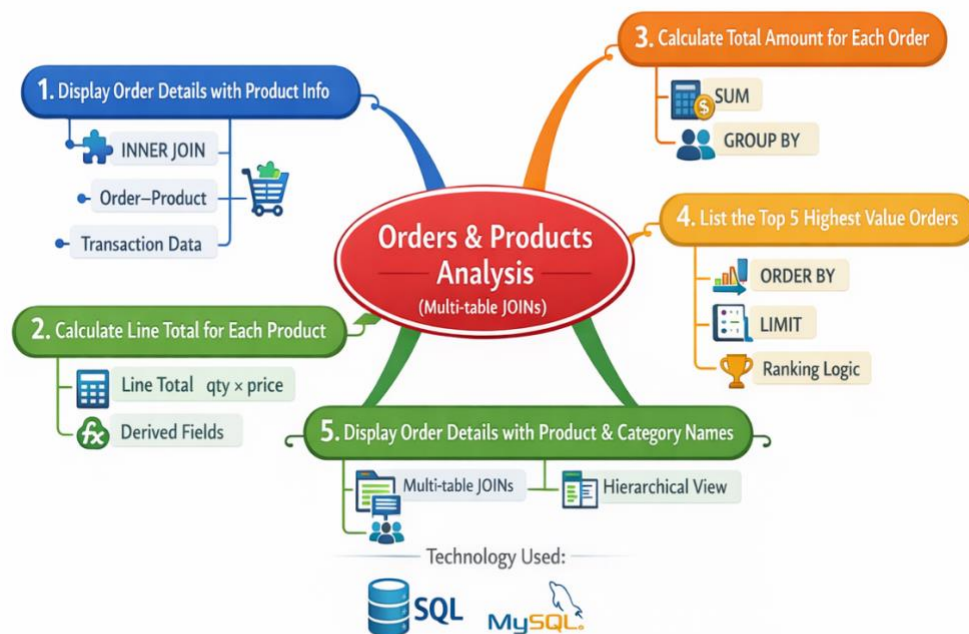 1. Display Order Details with Product Info
INNER JOIN
Order–Product
Transaction Data
2. Calculate Line Total for Each Product
Line Total qty × price
fx
Derived Fields
Orders & Products
Analysis
(Multi-table JOINs)
3. Calculate Total Amount for Each Order
$
SUM
GROUP BY
4. List the Top 5 Highest Value Orders
ORDER BY
LIMIT
Ranking Logic
5. Display Order Details with Product & Category Names
Multi-table JOINs
Hierarchical View
Technology Used:
SQL
MySQL®